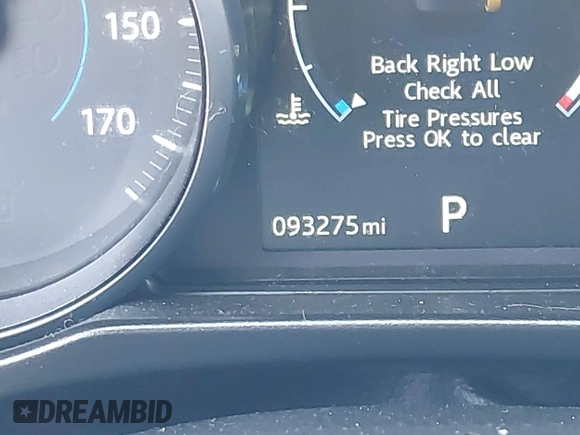 150
170
Back Right Low
Check All
Tire Pressures
Press OK to clear
093275mi
P
DREAMBID